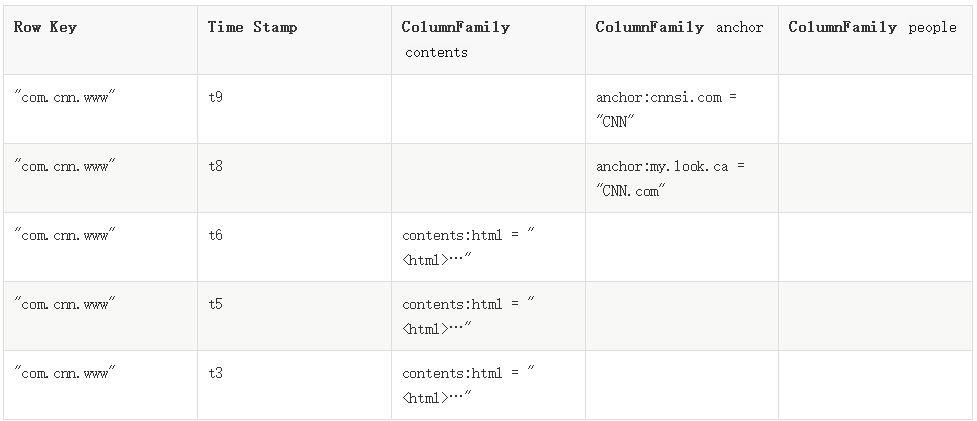 Row Key Time Stamp ColumnFamily ColumnFamily anchor ColumnFamily people
contents
"com.cnn.www" t9 anchor:cnnsi.com =
"CNN"
"com.cnn.www" t8 anchor:my.look.ca =
"CNN.com"
"com.cnn.www" t6 contents:html = "
<html>…"
"com.cnn.www" t5 contents:html = "
<html>…"
"com.cnn.www" t3 contents:html = "
<html>…"